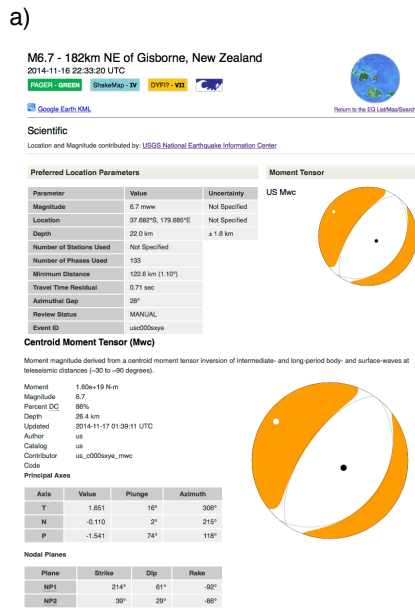 a)
M6.7 - 182km NE of Gisborne, New Zealand
2014-11-16 22:33:20 UTC
PAGER - GREEN ShakeMap - IV DYFI? - VII
Google Earth KML
Return to the EQ List/Map/Search
Scientific
Location and Magnitude contributed by: USGS National Earthquake Information Center
Preferred Location Parameters
Parameter Value Uncertainty
Magnitude 6.7 mww Not Specified
Location 37.682°S, 179.685°E Not Specified
Depth 22.0 km ± 1.8 km
Number of Stations Used Not Specified
Number of Phases Used 133
Minimum Distance 122.6 km (1.10°)
Travel Time Residual 0.71 sec
Azimuthal Gap 28°
Review Status MANUAL
Event ID usc000sxye
Moment Tensor
US Mwc
Centroid Moment Tensor (Mwc)
Moment magnitude derived from a centroid moment tensor inversion of intermediate- and long-period body- and surface-waves at
teleseismic distances (~30 to ~90 degrees).
Moment 1.60e+19 N-m
Magnitude 6.7
Percent DC 86%
Depth 26.4 km
Updated 2014-11-17 01:39:11 UTC
Author us
Catalog us
Contributor us_c000sxye_mwc
Code
Principal Axes
Axis Value Plunge Azimuth
T 1.651 16° 306°
N -0.110 2° 215°
P -1.541 74° 118°
Nodal Planes
Plane Strike Dip Rake
NP1 214° 61° -92°
NP2 39° 29° -86°